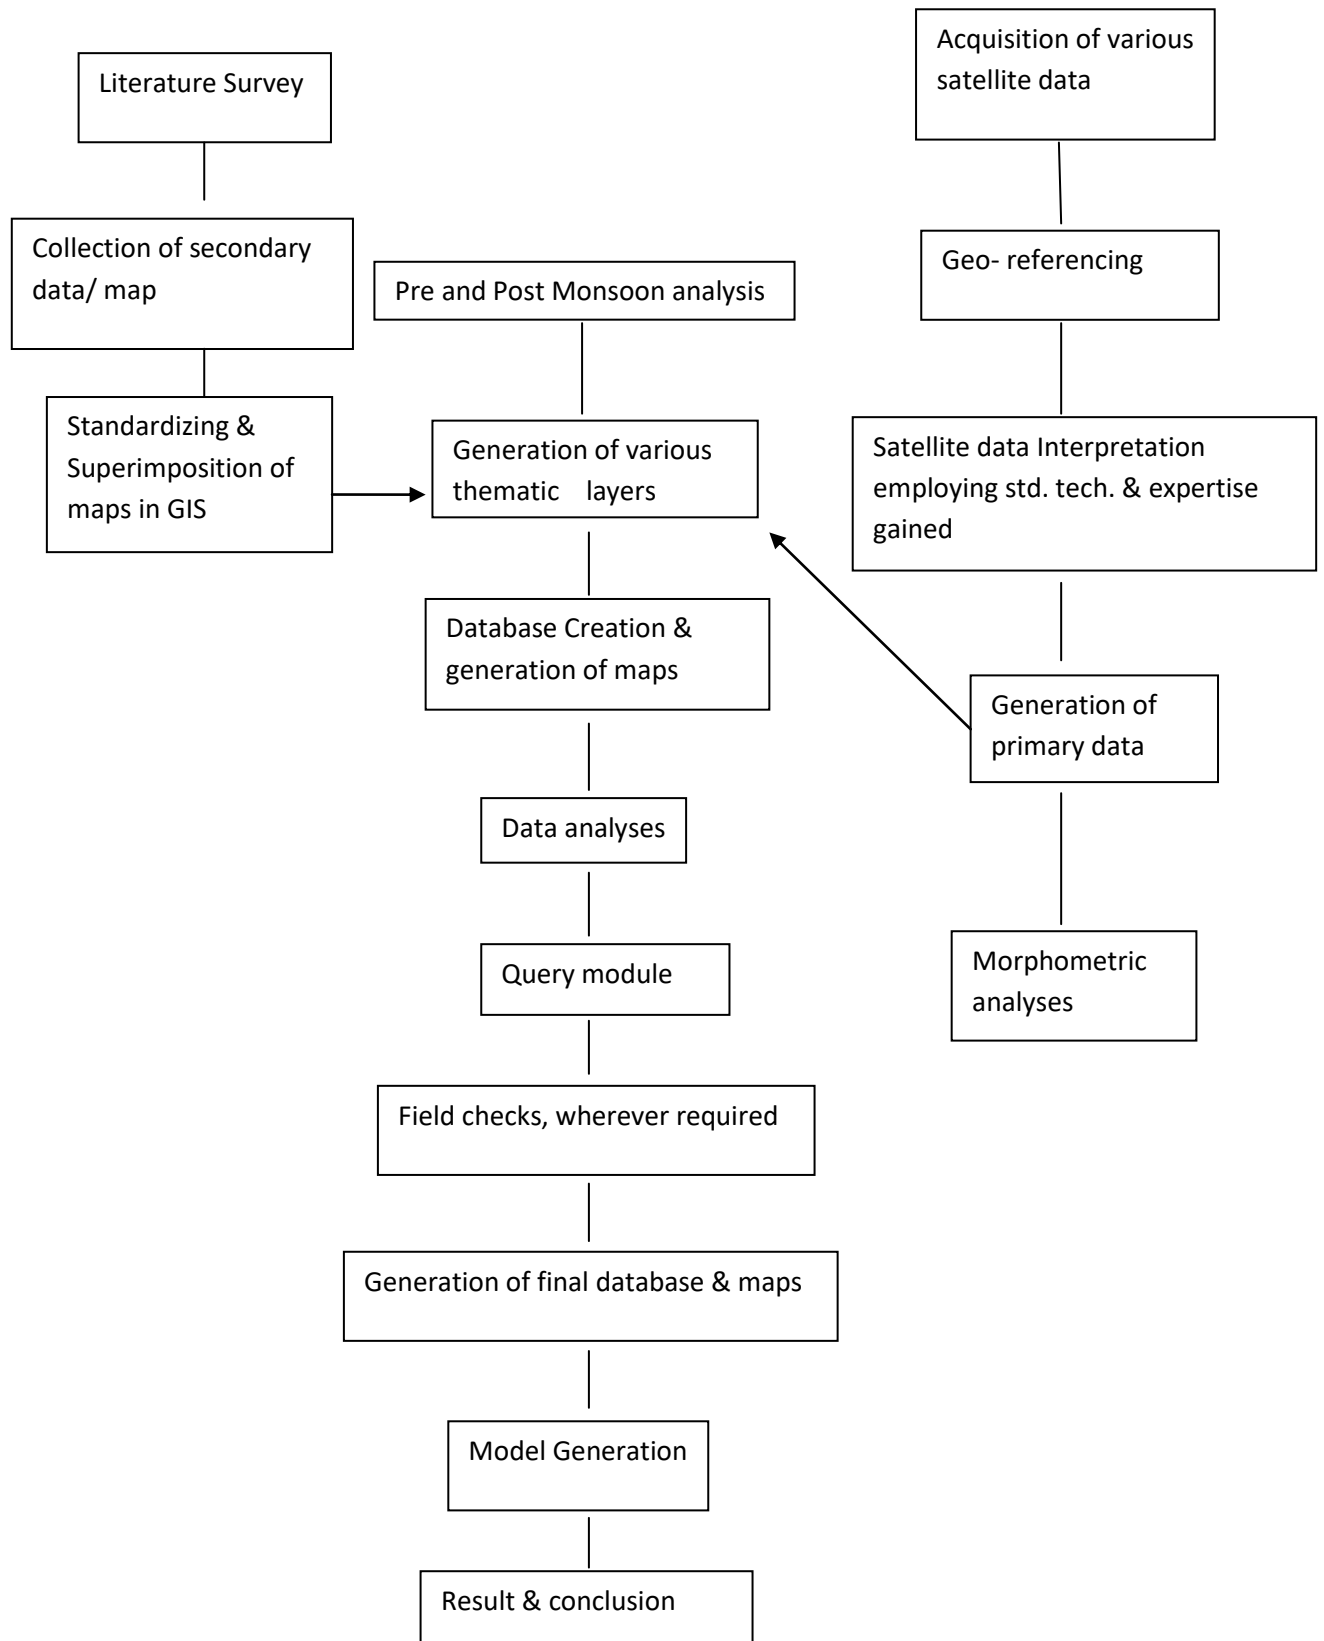 Literature Survey
Collection of secondary
data/ map
Standardizing &
Superimposition of
maps in GIS
Pre and Post Monsoon analysis
Generation of various
thematic layers
Database Creation &
generation of maps
Data analyses
Query module
Field checks, wherever required
Generation of final database & maps
Model Generation
Result & conclusion
Acquisition of various
satellite data
Geo- referencing
Satellite data Interpretation
employing std. tech. & expertise
gained
Generation of
primary data
Morphometric
analyses